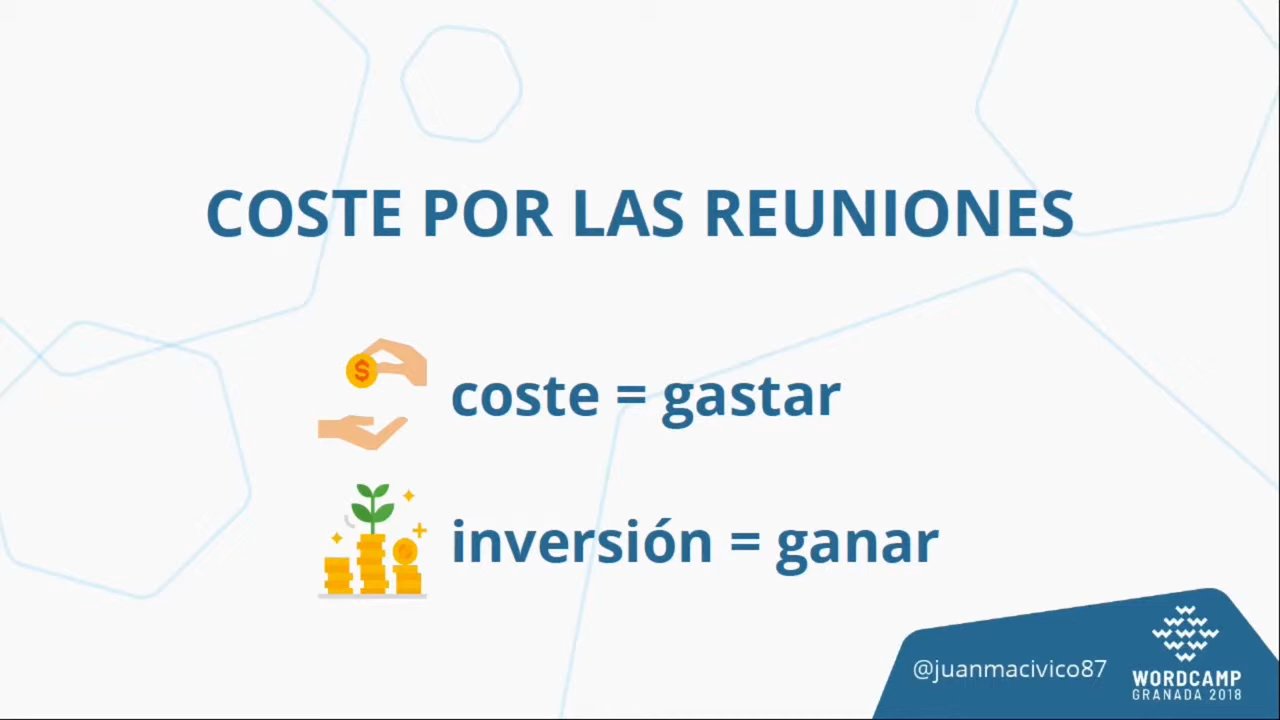 COSTE POR LAS REUNIONES
$
coste = gastar
inversión = ganar
@juanmacivico87
WORDCAMP
GRANADA 2018